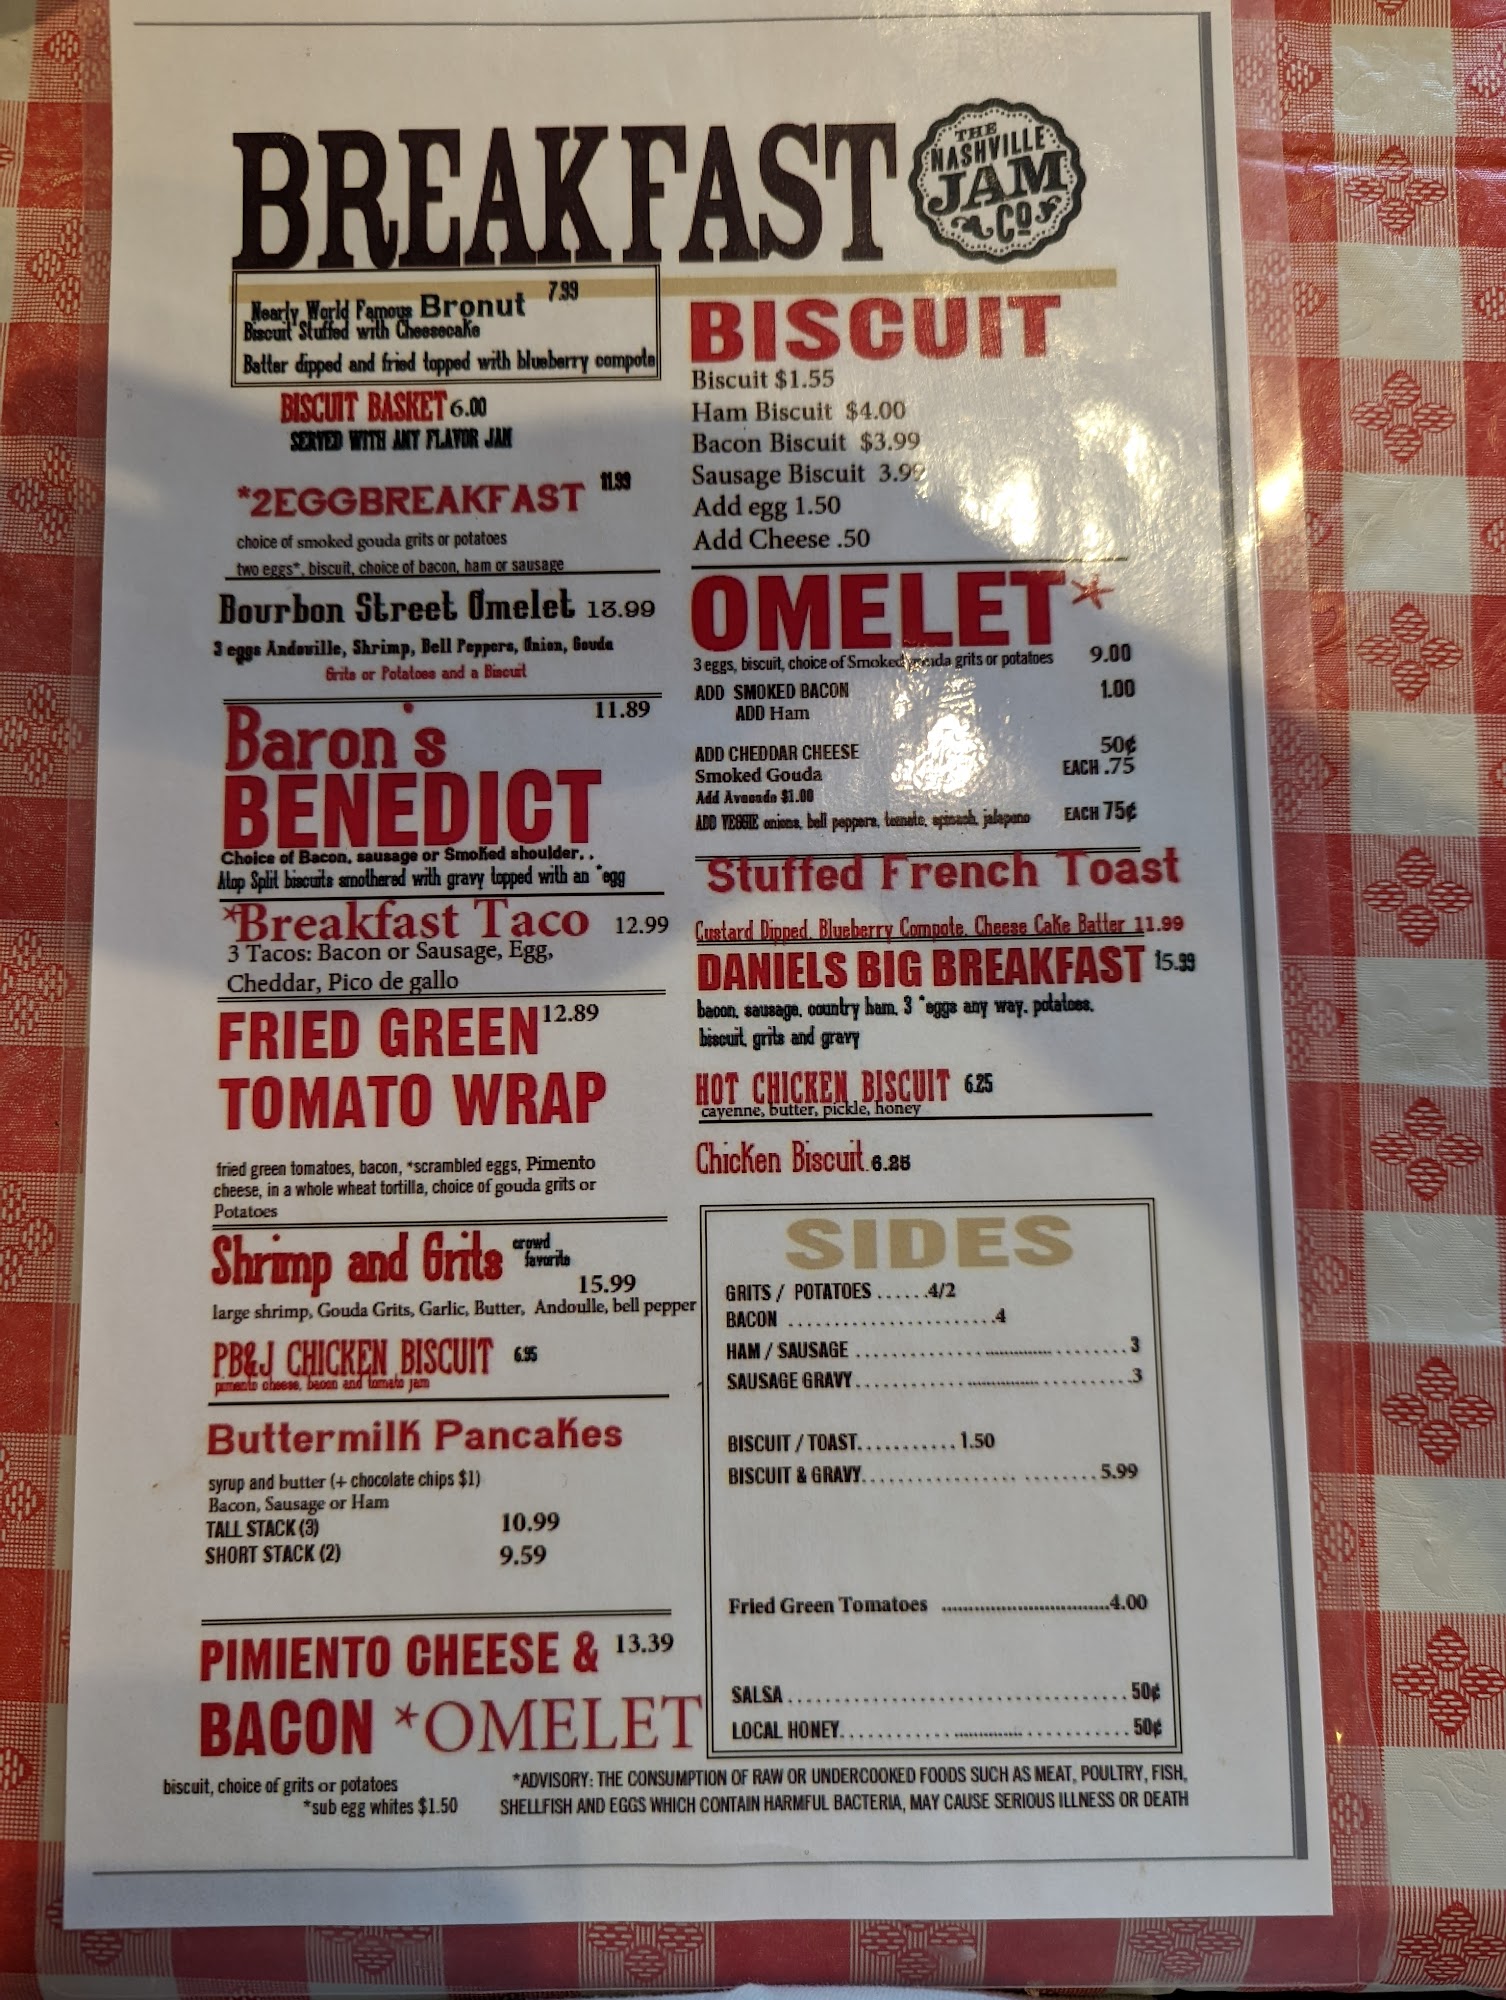 BREAKFAST
THE
NASHVILLE
JAM
Co
Nearly World Famous Bronut 7.99
Biscuit Stuffed with Cheesecake
Batter dipped and fried topped with blueberry compote
BISCUIT BASKET 6.00
SERVED WITH ANY FLAVOR JAM
*2EGGBREAKFAST 11.99
choice of smoked gouda grits or potatoes
two eggs*, biscuit, choice of bacon, ham or sausage
Bourbon Street Omelet 13.99
3 eggs Andouille, Shrimp, Bell Peppers, Onion, Gouda
Grits or Potatoes and a Biscuit
11.89
Baron's
BENEDICT
Choice of Bacon, sausage or Smoked shoulder. .
Atop Split biscuits smothered with gravy topped with an *egg
*Breakfast Taco 12.99
3 Tacos: Bacon or Sausage, Egg,
Cheddar, Pico de gallo
FRIED GREEN 12.89
TOMATO WRAP
fried green tomatoes, bacon, *scrambled eggs, Pimento
cheese, in a whole wheat tortilla, choice of gouda grits or
Potatoes
Shrimp and Grits crowd
favorite
15.99
large shrimp, Gouda Grits, Garlic, Butter, Andoulle, bell pepper
PB&J CHICKEN BISCUIT 6.95
pimento cheese, bacon and tomato jam
Buttermilk Pancakes
syrup and butter (+ chocolate chips $1)
Bacon, Sausage or Ham
TALL STACK (3) 10.99
SHORT STACK (2) 9.59
PIMIENTO CHEESE & 13.39
BACON *OMELET
biscuit, choice of grits or potatoes
*sub egg whites $1.50
BISCUIT
Biscuit $1.55
Ham Biscuit $4.00
Bacon Biscuit $3.99
Sausage Biscuit 3.99
Add egg 1.50
Add Cheese .50
OMELET*
3 eggs, biscuit, choice of Smoked gouda grits or potatoes 9.00
ADD SMOKED BACON 1.00
ADD Ham
ADD CHEDDAR CHEESE 50¢
Smoked Gouda EACH .75
Add Avocado $1.00
ADD VEGGIE onions, bell peppers, tomato, spinach, jalapeno EACH 75¢
Stuffed French Toast
Custard Dipped, Blueberry Compote, Cheese Cake Batter 11.99
DANIELS BIG BREAKFAST 15.99
bacon, sausage, country ham, 3 *eggs any way, potatoes,
biscuit, grits and gravy
HOT CHICKEN BISCUIT 6.25
cayenne, butter, pickle, honey
Chicken Biscuit 6.25
SIDES
GRITS / POTATOES ......4/2
BACON .......................4
HAM / SAUSAGE ..............................3
SAUSAGE GRAVY..............................3
BISCUIT / TOAST...........1.50
BISCUIT & GRAVY..........................5.99
Fried Green Tomatoes ..................................4.00
SALSA.....................................50¢
LOCAL HONEY................................50¢
*ADVISORY: THE CONSUMPTION OF RAW OR UNDERCOOKED FOODS SUCH AS MEAT, POULTRY, FISH,
SHELLFISH AND EGGS WHICH CONTAIN HARMFUL BACTERIA, MAY CAUSE SERIOUS ILLNESS OR DEATH